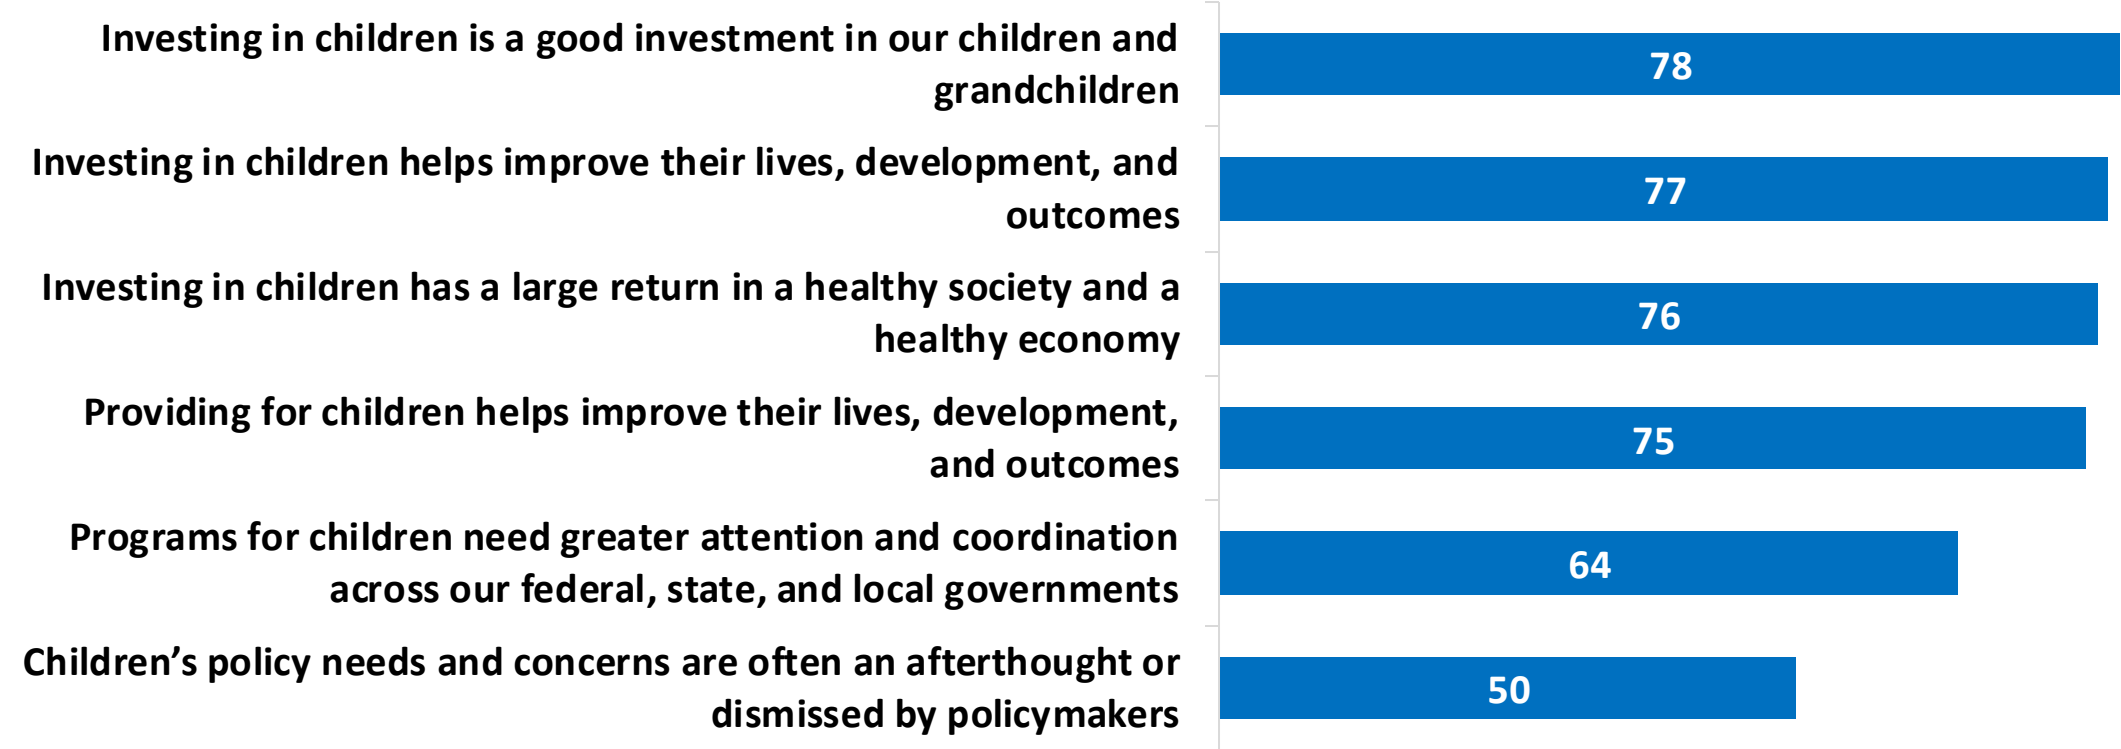 Investing in children is a good investment in our children and
grandchildren
78
Investing in children helps improve their lives, development, and
outcomes
77
Investing in children has a large return in a healthy society and a
healthy economy
76
Providing for children helps improve their lives, development,
and outcomes
75
Programs for children need greater attention and coordination
across our federal, state, and local governments
64
Children’s policy needs and concerns are often an afterthought or
dismissed by policymakers
50